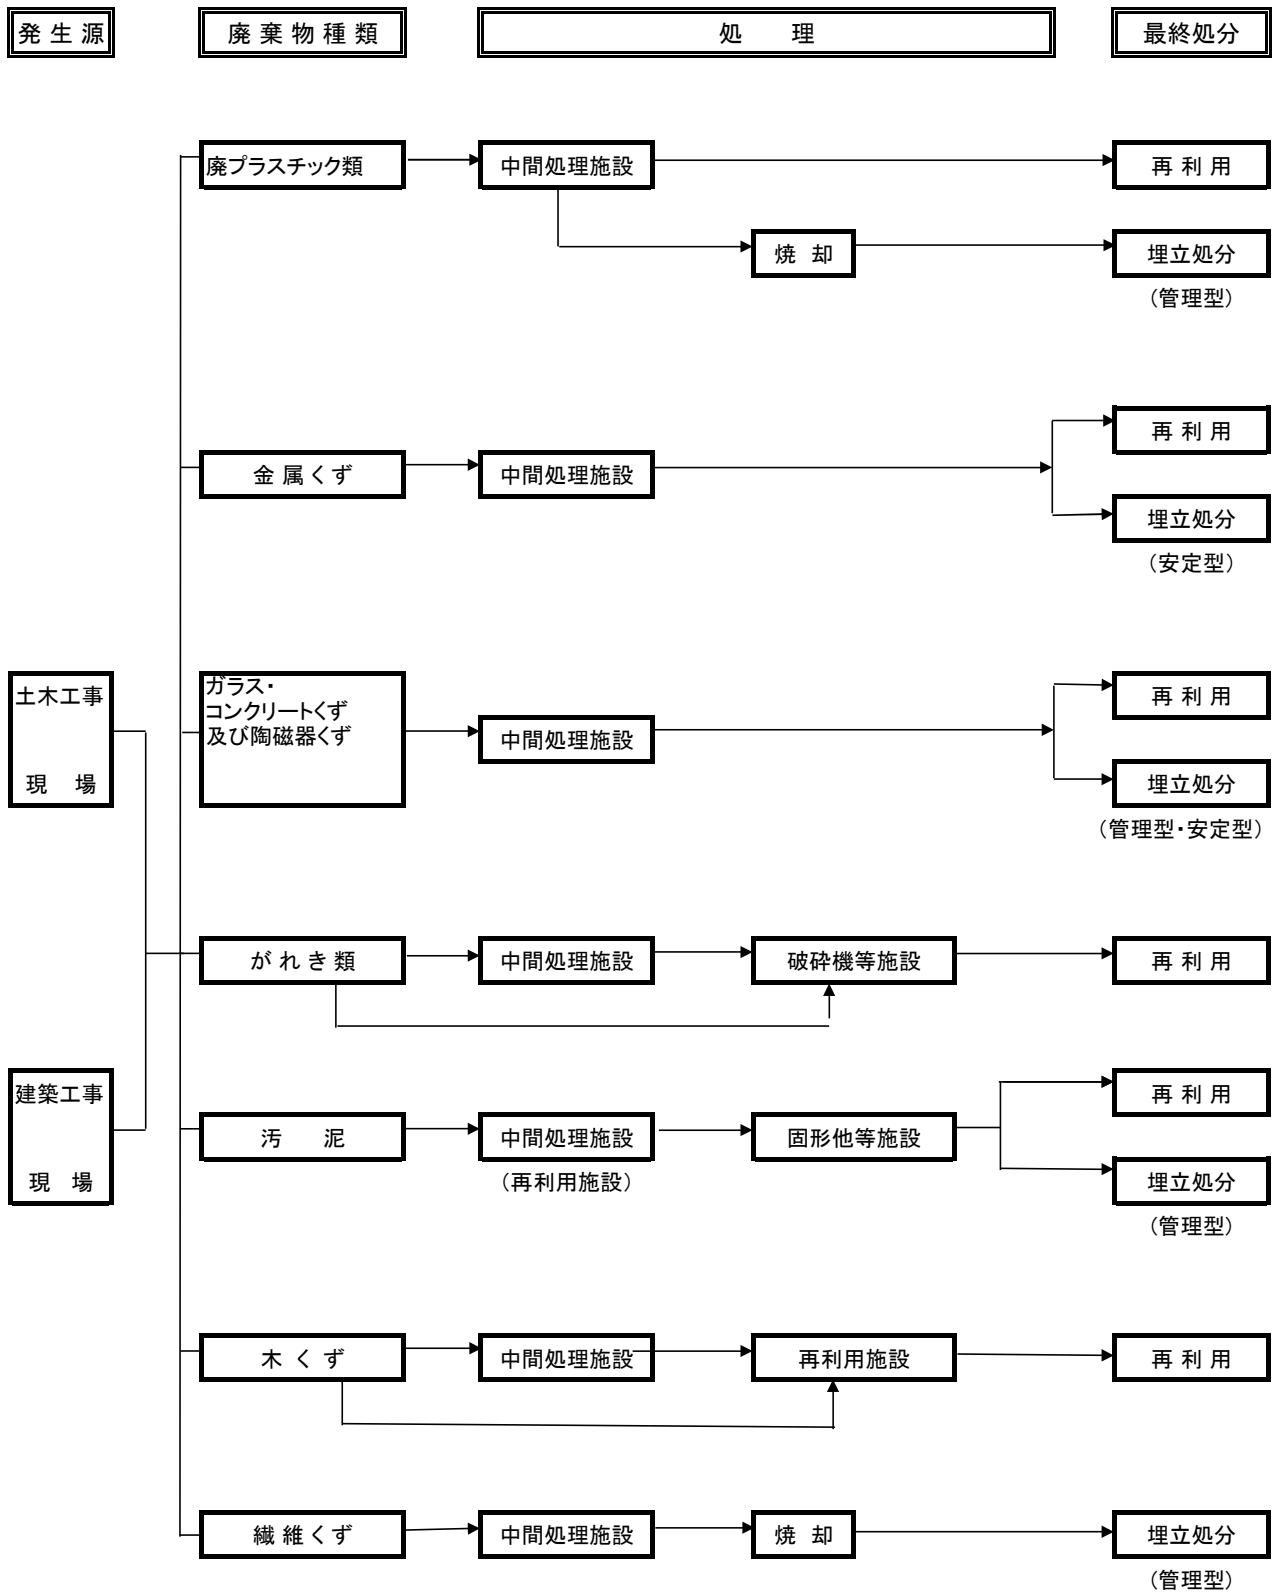 発生源 廃棄物種類 処 理 最終処分
廃プラスチック類 中間処理施設 再利用
焼 却 埋立処分
（管理型）
再利用
金属くず 中間処理施設
埋立処分
（安定型）
土木工事
現 場
ガラス・
コンクリートくず
及び陶磁器くず
中間処理施設
再利用
埋立処分
（管理型・安定型）
がれき類 中間処理施設 破砕機等施設 再利用
建築工事
現 場
再利用
汚 泥 中間処理施設 固形他等施設
（再利用施設）
埋立処分
（管理型）
木くず 中間処理施設 再利用施設 再利用
繊維くず 中間処理施設 焼 却 埋立処分
（管理型）